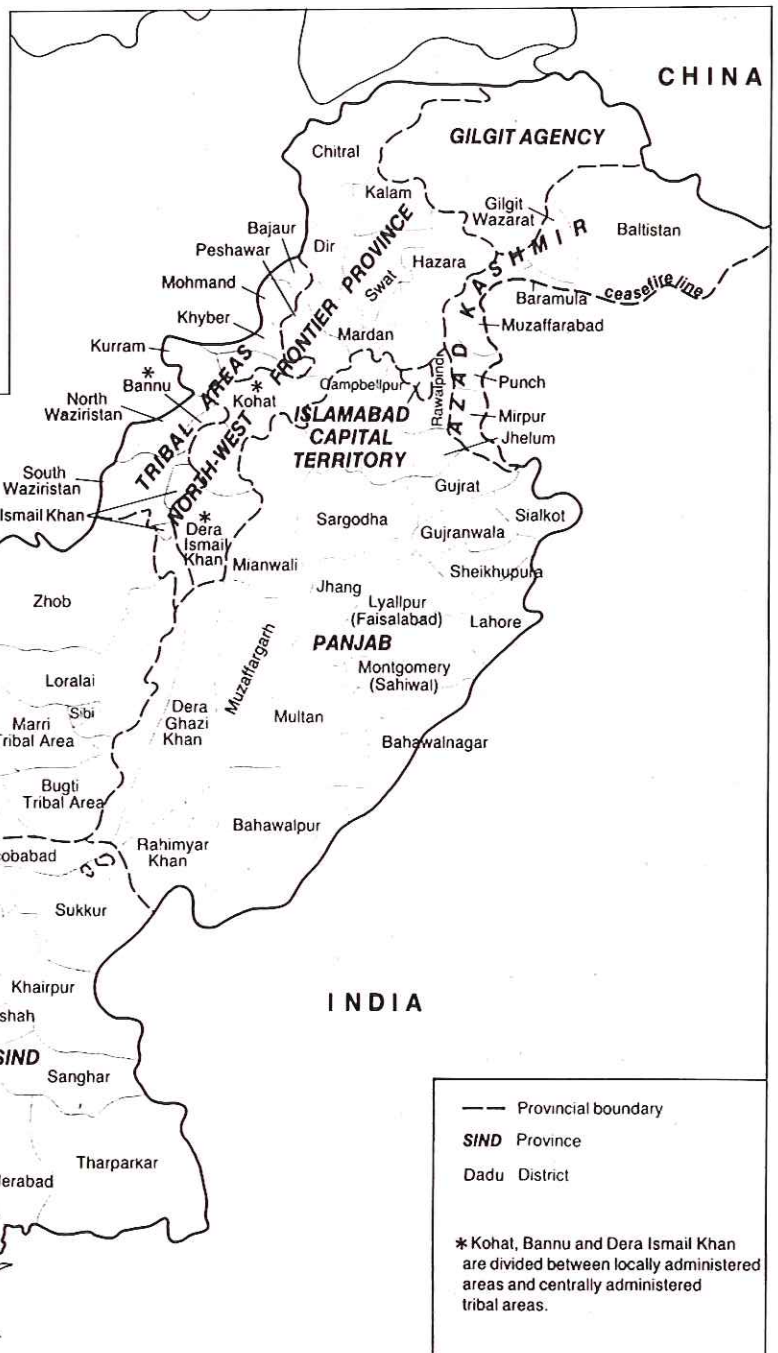 CHINA
GILGIT AGENCY
Chitral
Kalam
Gilgit
Wazarat
Baltistan
Bajaur
Peshawar
Dir
Hazara
Swat
Mohmand
Khyber
ceasefire line
Baramula
Muzaffarabad
AZAD KASHMIR
Kurram
Mardan
NORTH-WEST FRONTIER PROVINCE
TRIBAL AREAS
*
Bannu
*
Kohat
Campbellpur
Rawalpindi
Punch
North
Waziristan
ISLAMABAD
CAPITAL
TERRITORY
Mirpur
Jhelum
South
Waziristan
Gujrat
Ismail Khan
*
Dera
Ismail
Khan
Sargodha
Sialkot
Gujranwala
Mianwali
Sheikhupura
Zhob
Jhang
Lyallpur
(Faisalabad)
Lahore
PANJAB
Muzaffargarh
Montgomery
(Sahiwal)
Loralai
Sibi
Marri
Tribal Area
Dera
Ghazi
Khan
Multan
Bahawalnagar
Bugti
Tribal Area
Bahawalpur
Rahimyar
Khan
cobabad
Sukkur
Khairpur
INDIA
shah
SIND
Sanghar
Tharparkar
derabad
Provincial boundary
SIND Province
Dadu District
* Kohat, Bannu and Dera Ismail Khan
are divided between locally administered
areas and centrally administered
tribal areas.